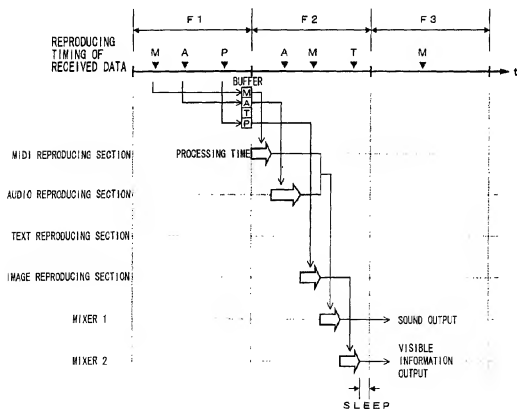 F1 F2 F3
REPRODUCING
TIMING OF
RECEIVED DATA
M A P A M T M
t
BUFFER
M
A
T
P
MIDI REPRODUCING SECTION
PROCESSING TIME
AUDIO REPRODUCING SECTION
TEXT REPRODUCING SECTION
IMAGE REPRODUCING SECTION
MIXER 1
SOUND OUTPUT
MIXER 2
VISIBLE
INFORMATION
OUTPUT
SLEEP